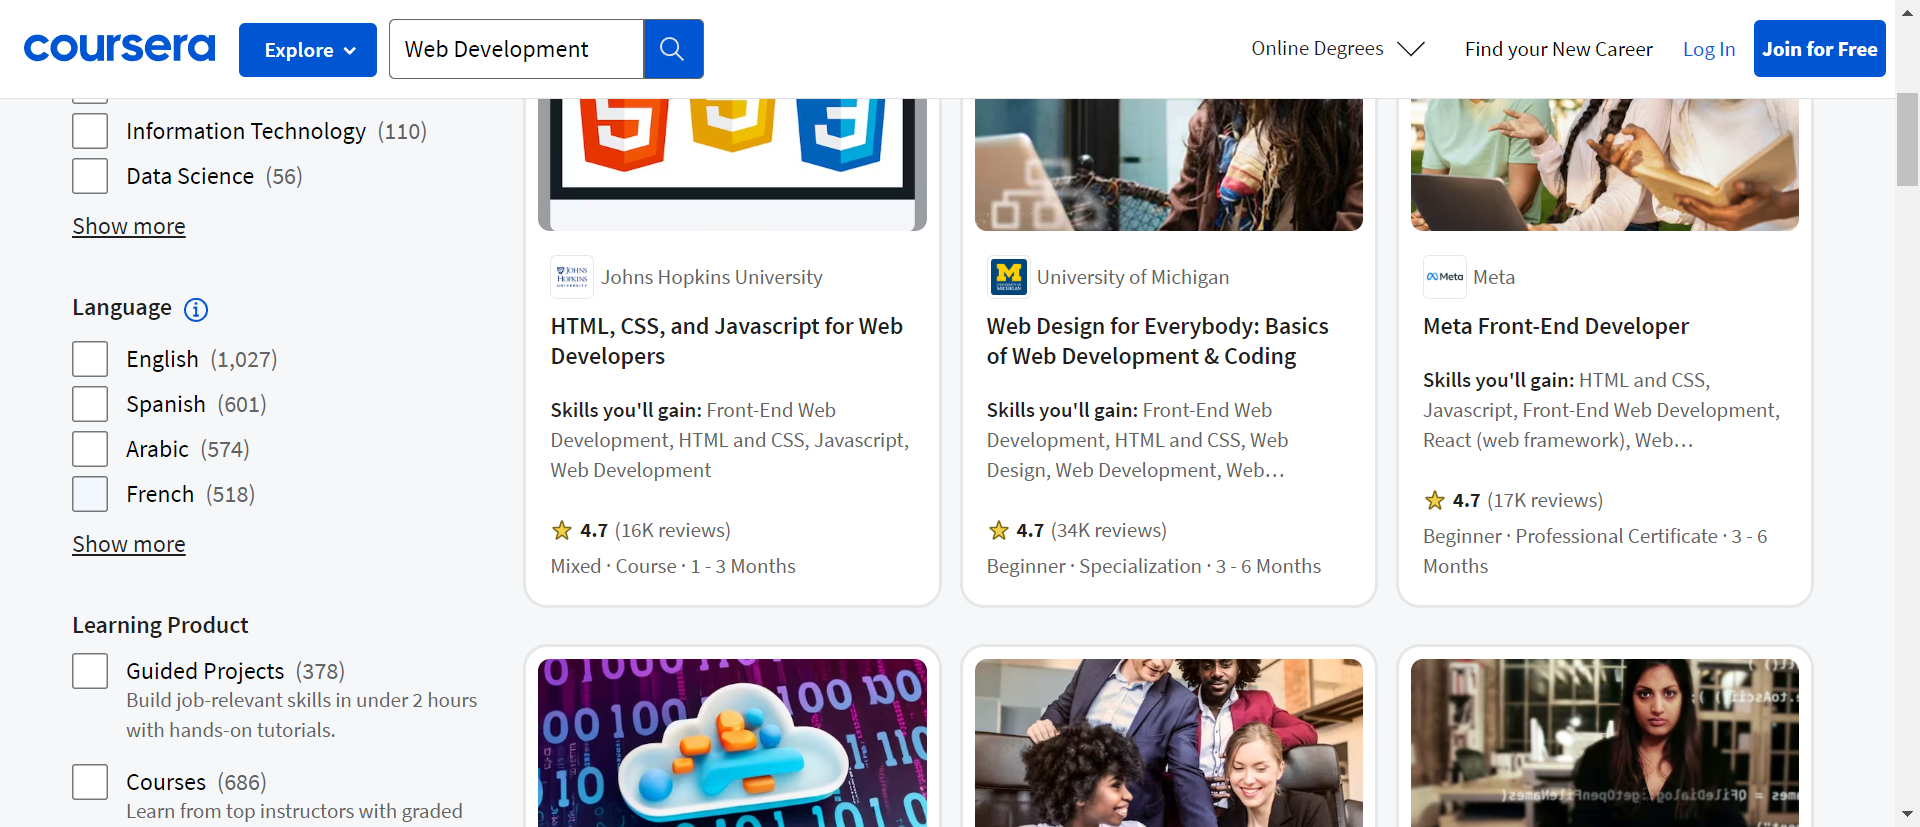 coursera
Explore
Web Development
Online Degrees
Find your New Career
Log In
Join for Free
Information Technology (110)
Data Science (56)
Show more
Language
English (1,027)
Spanish (601)
Arabic (574)
French (518)
Show more
Learning Product
Guided Projects (378)
Build job-relevant skills in under 2 hours
with hands-on tutorials.
Courses (686)
Learn from top instructors with graded
JOHNS
HOPKINS
UNIVERSITY
Johns Hopkins University
HTML, CSS, and Javascript for Web
Developers
Skills you'll gain: Front-End Web
Development, HTML and CSS, Javascript,
Web Development
4.7 (16K reviews)
Mixed · Course · 1 - 3 Months
M
UNIVERSITY OF
MICHIGAN
University of Michigan
Web Design for Everybody: Basics
of Web Development & Coding
Skills you'll gain: Front-End Web
Development, HTML and CSS, Web
Design, Web Development, Web...
4.7 (34K reviews)
Beginner · Specialization · 3 - 6 Months
Meta
Meta
Meta Front-End Developer
Skills you'll gain: HTML and CSS,
Javascript, Front-End Web Development,
React (web framework), Web...
4.7 (17K reviews)
Beginner · Professional Certificate · 3 - 6
Months